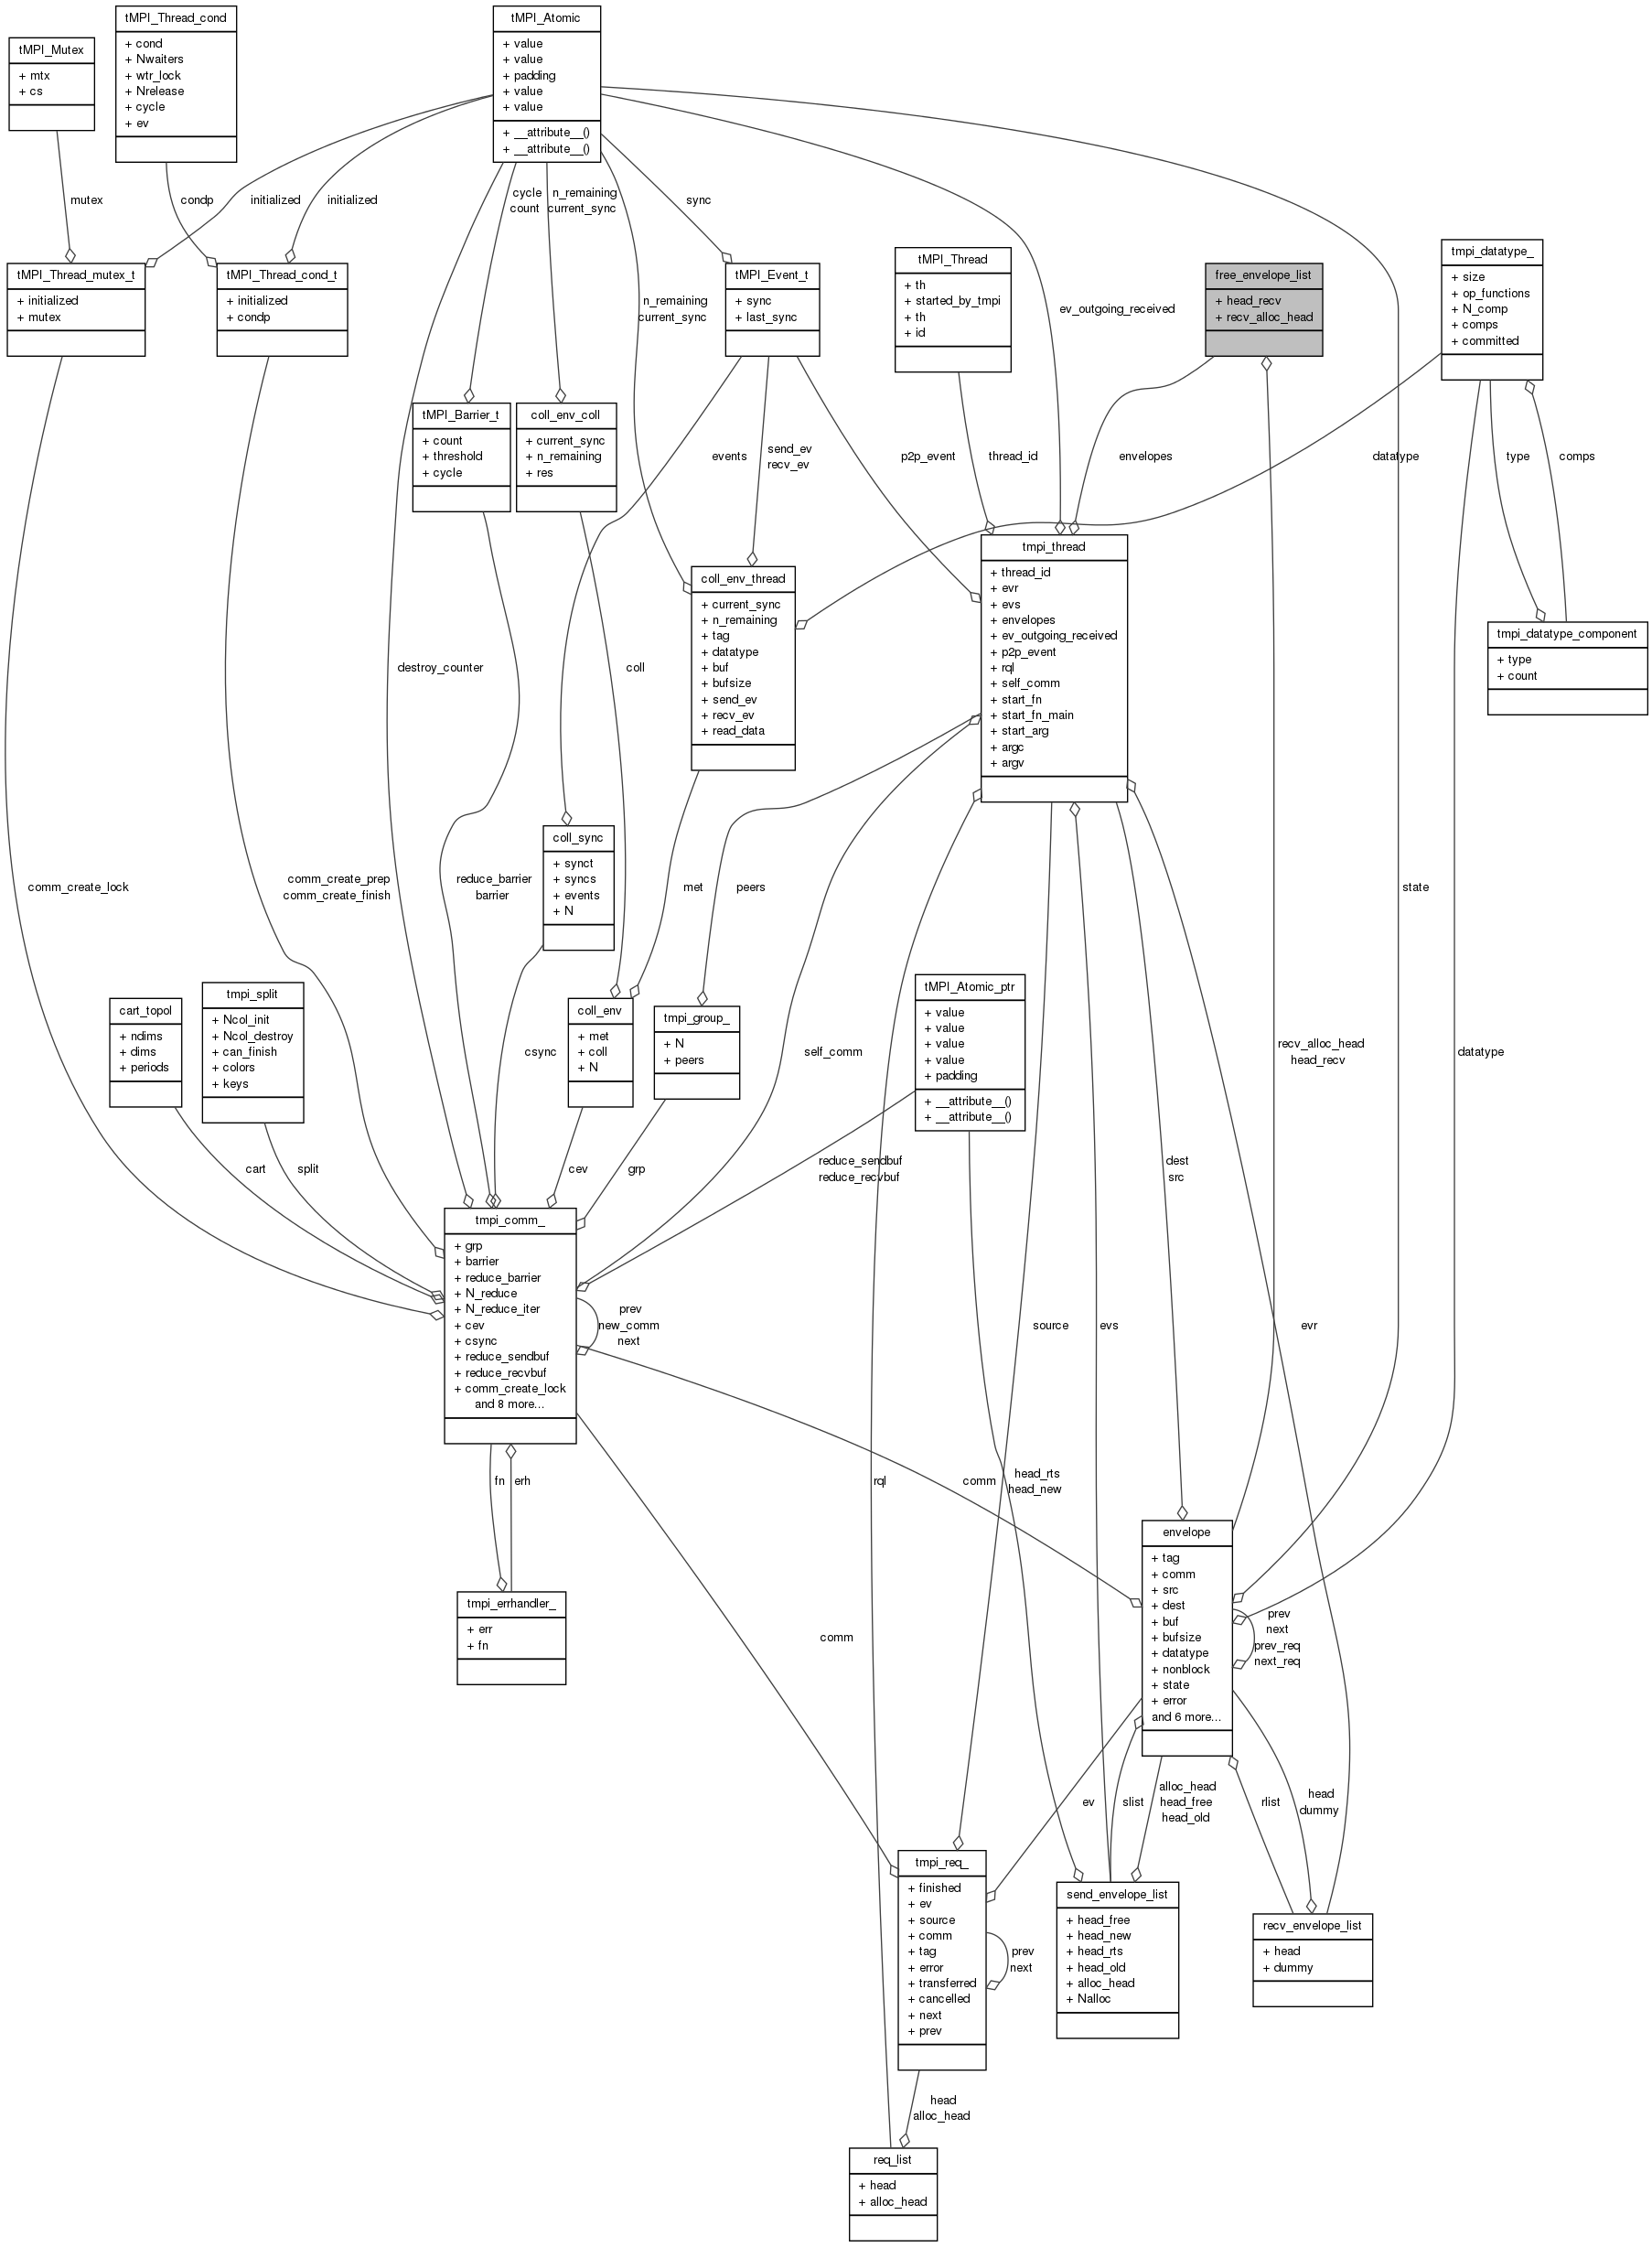 tMPI_Thread_cond
+ cond
+ Nwaiters
+ wtr_lock
+ Nrelease
+ cycle
+ ev
tMPI_Atomic
+ value
+ value
+ padding
+ value
+ value
+ __attribute__()
+ __attribute__()
tMPI_Mutex
+ mtx
+ cs
mutex
condp
initialized
initialized
cycle
count
n_remaining
current_sync
sync
tMPI_Thread_mutex_t
+ initialized
+ mutex
tMPI_Thread_cond_t
+ initialized
+ condp
n_remaining
current_sync
tMPI_Event_t
+ sync
+ last_sync
tMPI_Thread
+ th
+ started_by_tmpi
+ th
+ id
ev_outgoing_received
free_envelope_list
+ head_recv
+ recv_alloc_head
tmpi_datatype_
+ size
+ op_functions
+ N_comp
+ comps
+ committed
tMPI_Barrier_t
+ count
+ threshold
+ cycle
coll_env_coll
+ current_sync
+ n_remaining
+ res
events
send_ev
recv_ev
p2p_event
thread_id
envelopes
datatype
type
comps
coll_env_thread
+ current_sync
+ n_remaining
+ tag
+ datatype
+ buf
+ bufsize
+ send_ev
+ recv_ev
+ read_data
tmpi_thread
+ thread_id
+ evr
+ evs
+ envelopes
+ ev_outgoing_received
+ p2p_event
+ rql
+ self_comm
+ start_fn
+ start_fn_main
+ start_arg
+ argc
+ argv
tmpi_datatype_component
+ type
+ count
destroy_counter
coll
comm_create_lock
comm_create_prep
comm_create_finish
reduce_barrier
barrier
coll_sync
+ synct
+ syncs
+ events
+ N
met
peers
state
cart_topol
+ ndims
+ dims
+ periods
tmpi_split
+ Ncol_init
+ Ncol_destroy
+ can_finish
+ colors
+ keys
csync
coll_env
+ met
+ coll
+ N
tmpi_group_
+ N
+ peers
self_comm
tMPI_Atomic_ptr
+ value
+ value
+ value
+ value
+ padding
+ __attribute__()
+ __attribute__()
recv_alloc_head
head_recv
datatype
cart
split
cev
grp
reduce_sendbuf
reduce_recvbuf
dest
src
tmpi_comm_
+ grp
+ barrier
+ reduce_barrier
+ N_reduce
+ N_reduce_iter
+ cev
+ csync
+ reduce_sendbuf
+ reduce_recvbuf
+ comm_create_lock
and 8 more...
prev
new_comm
next
source
evs
evr
fn
erh
rql
comm
head_rts
head_new
tmpi_errhandler_
+ err
+ fn
comm
envelope
+ tag
+ comm
+ src
+ dest
+ buf
+ bufsize
+ datatype
+ nonblock
+ state
+ error
and 6 more...
prev
next
prev_req
next_req
ev
slist
alloc_head
head_free
head_old
rlist
head
dummy
tmpi_req_
+ finished
+ ev
+ source
+ comm
+ tag
+ error
+ transferred
+ cancelled
+ next
+ prev
prev
next
send_envelope_list
+ head_free
+ head_new
+ head_rts
+ head_old
+ alloc_head
+ Nalloc
recv_envelope_list
+ head
+ dummy
head
alloc_head
req_list
+ head
+ alloc_head